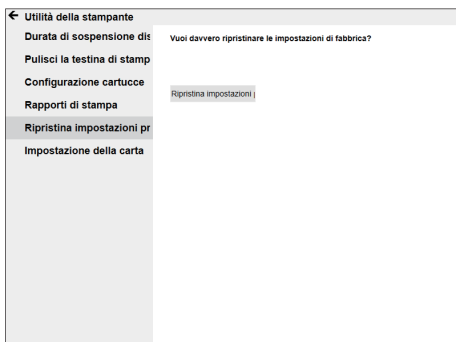 Utilità della stampante
Durata di sospensione dis
Pulisci la testina di stamp
Configurazione cartucce
Rapporti di stampa
Ripristina impostazioni pr
Impostazione della carta
Vuoi davvero ripristinare le impostazioni di fabbrica?
Ripristina impostazioni